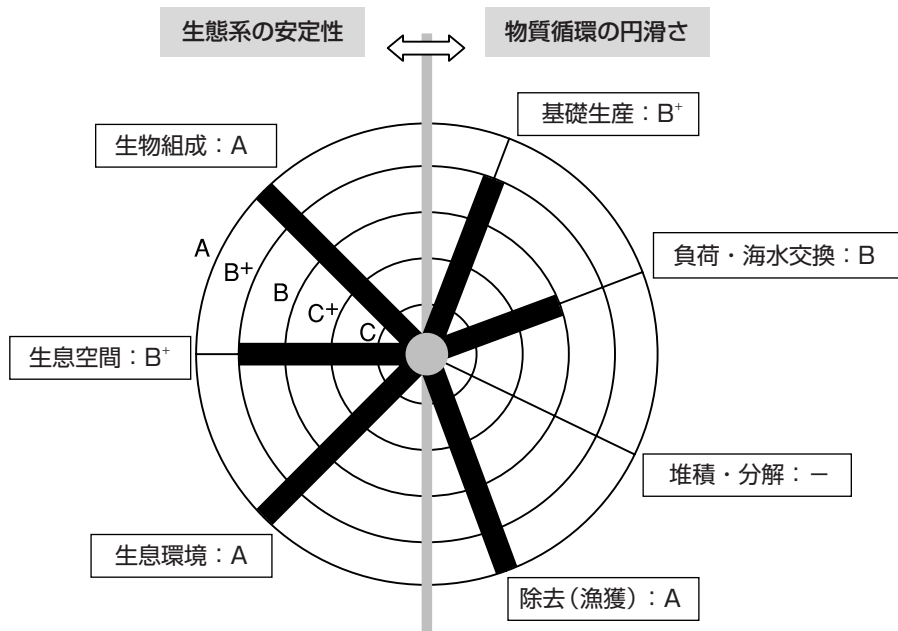 生態系の安定性
物質循環の円滑さ
基礎生産：B⁺
生物組成：A
負荷・海水交換：B
A
B⁺
B
C⁺
C
生息空間：B⁺
堆積・分解：－
生息環境：A
除去（漁獲）：A